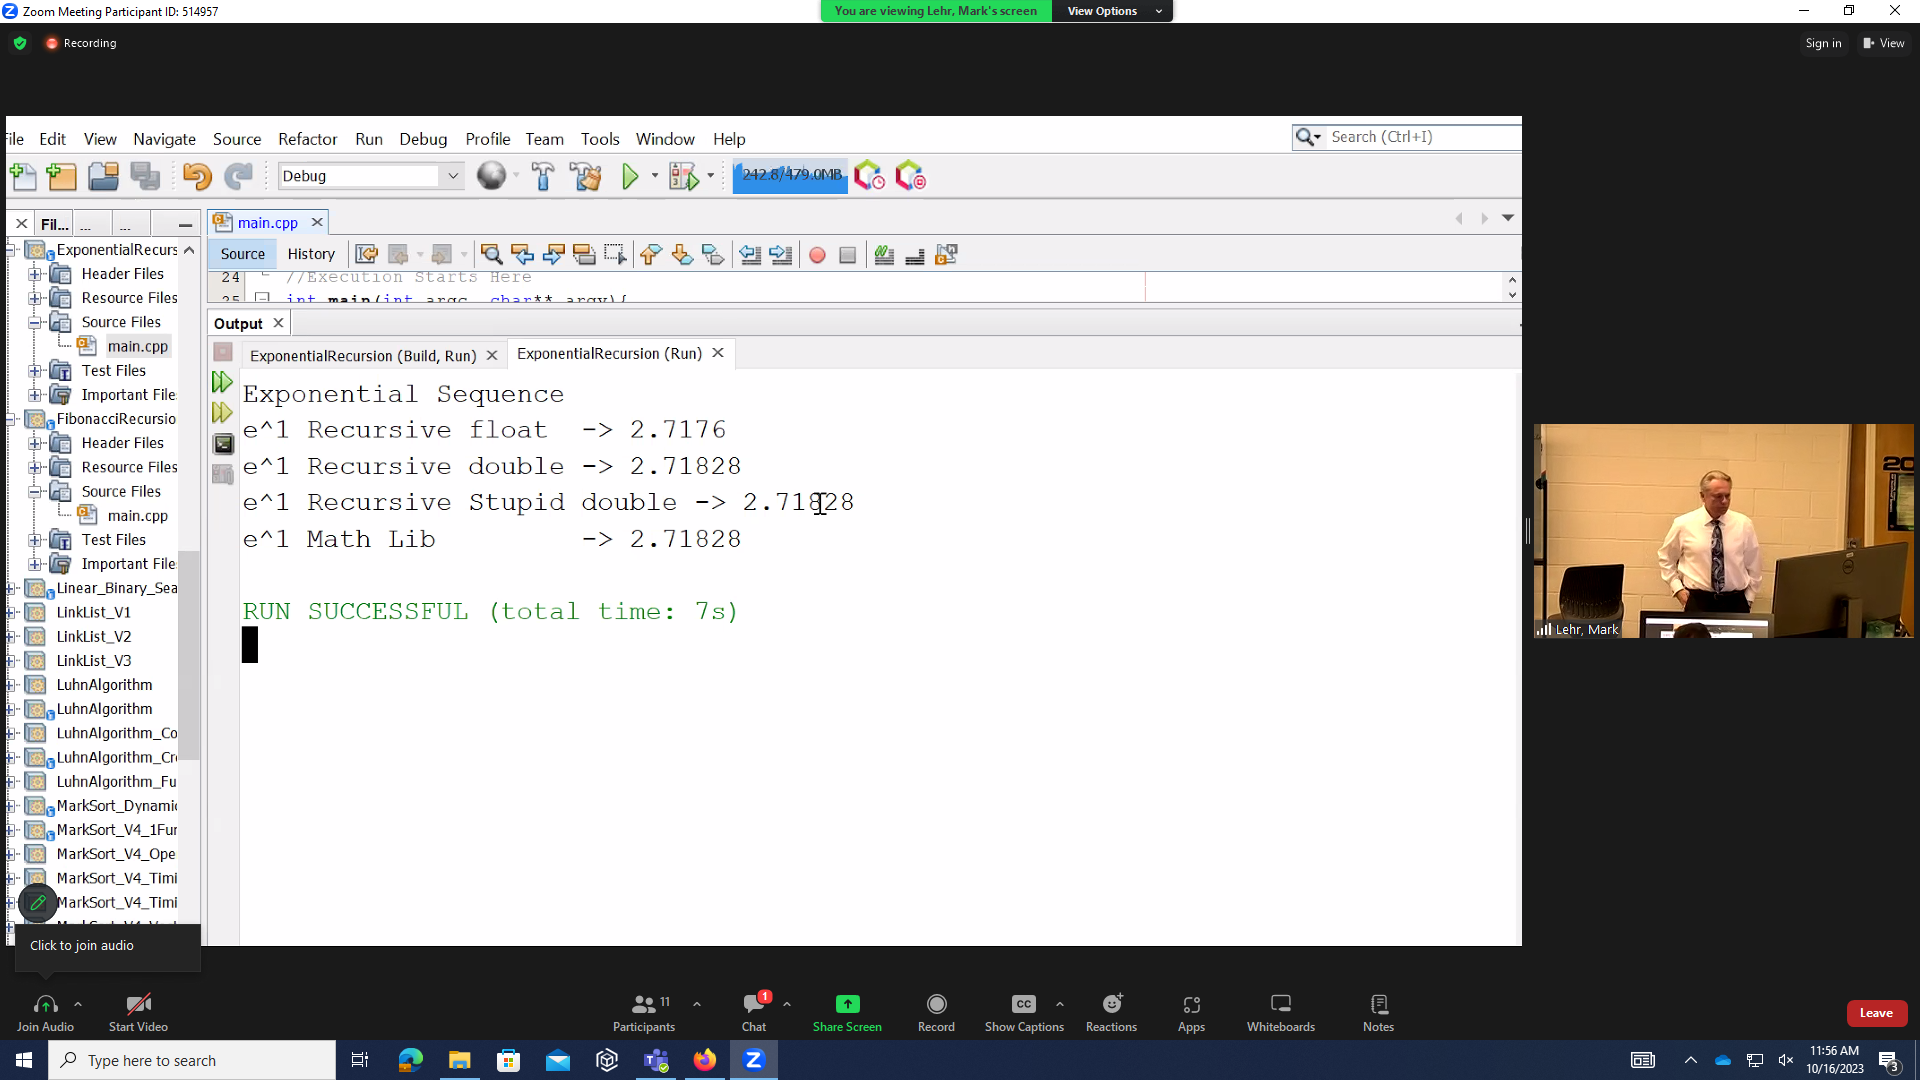 Zoom Meeting Participant ID: 514957
You are viewing Lehr, Mark's screen
View Options
Recording
Sign in
View
File Edit View Navigate Source Refactor Run Debug Profile Team Tools Window Help
Search (Ctrl+I)
Debug
242.8/479.0MB
Fil...
...
...
main.cpp
Source History
24 //Execution Starts Here
25 int main(int argc, char** argv){
Output
ExponentialRecursion (Build, Run)
ExponentialRecursion (Run)
ExponentialRecurs
Header Files
Resource Files
Source Files
main.cpp
Test Files
Important File
FibonacciRecursio
Header Files
Resource Files
Source Files
main.cpp
Test Files
Important File
Linear_Binary_Sea
LinkList_V1
LinkList_V2
LinkList_V3
LuhnAlgorithm
LuhnAlgorithm
LuhnAlgorithm_Co
LuhnAlgorithm_Cr
LuhnAlgorithm_Fu
MarkSort_Dynamic
MarkSort_V4_1Fur
MarkSort_V4_Ope
MarkSort_V4_Timi
MarkSort_V4_Timi
Exponential Sequence
e^1 Recursive float -> 2.7176
e^1 Recursive double -> 2.71828
e^1 Recursive Stupid double -> 2.71828
e^1 Math Lib -> 2.71828
RUN SUCCESSFUL (total time: 7s)
Lehr, Mark
Click to join audio
Join Audio
Start Video
11
Participants
1
Chat
Share Screen
Record
CC
Show Captions
Reactions
Apps
Whiteboards
Notes
Leave
Type here to search
11:56 AM
10/16/2023
3